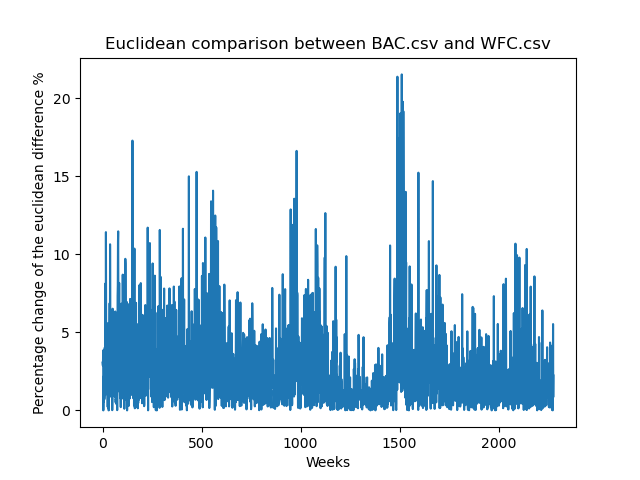 Euclidean comparison between BAC.csv and WFC.csv
Percentage change of the euclidean difference %
20
15
10
5
0
0 500 1000 1500 2000
Weeks